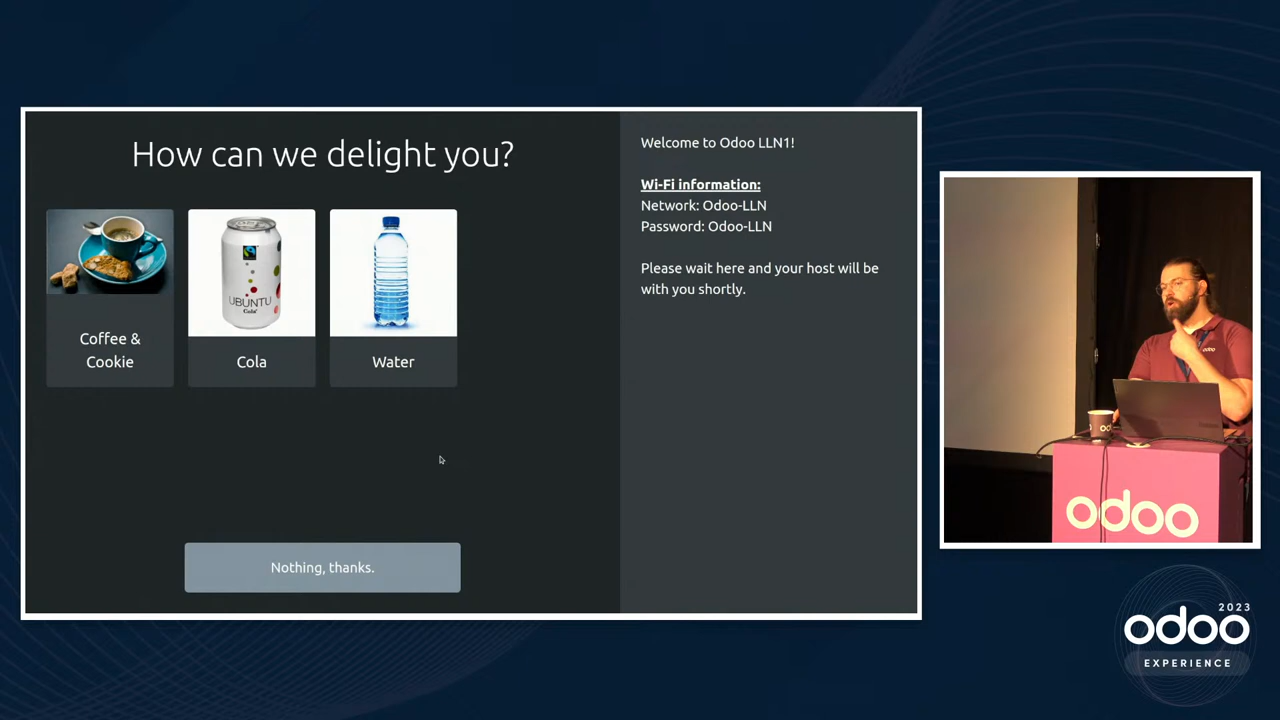 How can we delight you?
UBUNTU
Cola
Coffee &
Cookie
Cola
Water
Nothing, thanks.
Welcome to Odoo LLN1!
Wi-Fi information:
Network: Odoo-LLN
Password: Odoo-LLN
Please wait here and your host will be
with you shortly.
odoo
odoo
2023
odoo
EXPERIENCE